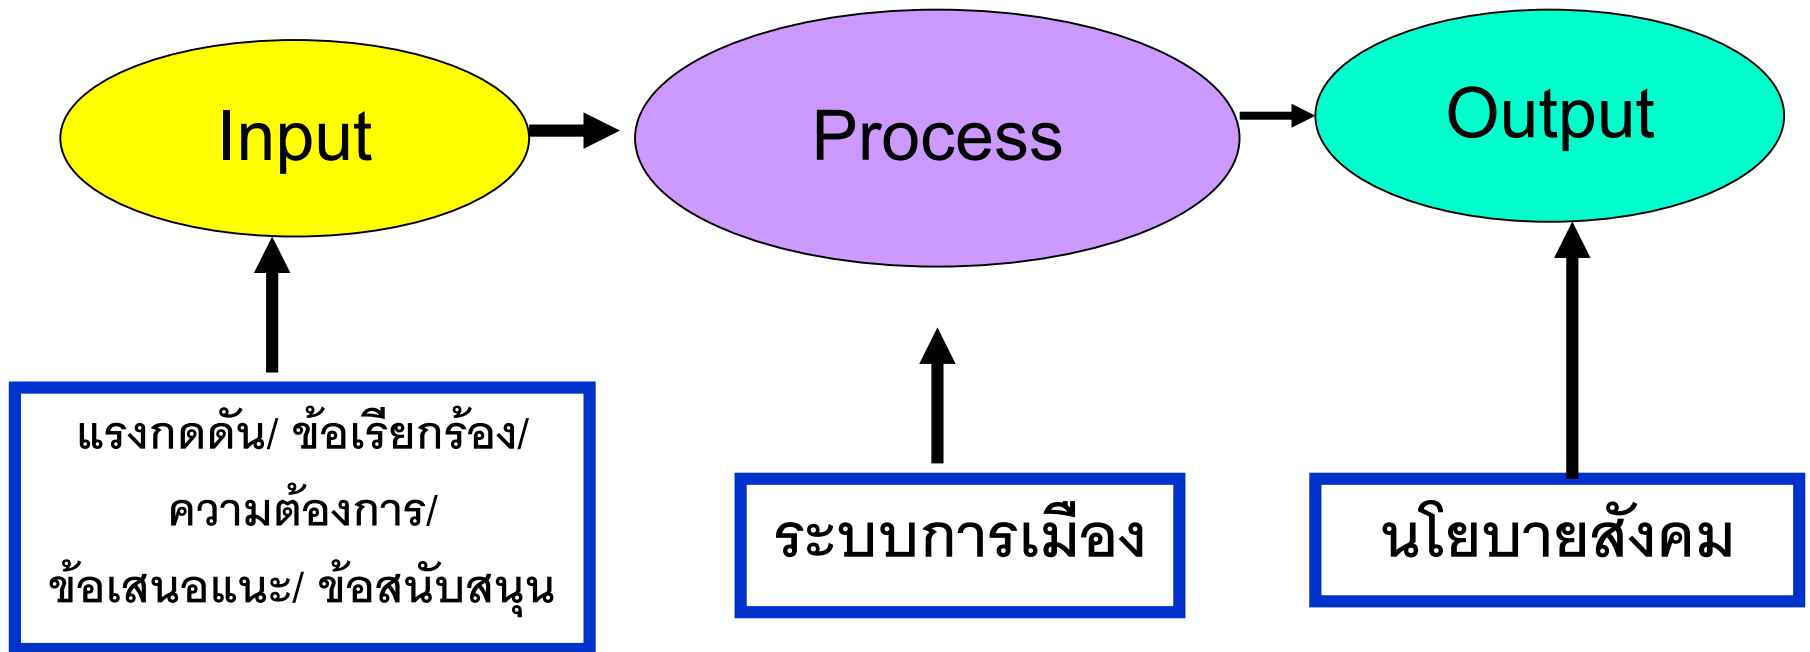 Input
Process
Output
แรงกดดัน/ ข้อเรียกร้อง/
ความต้องการ/
ข้อเสนอแนะ/ ข้อสนับสนุน
ระบบการเมือง
นโยบายสังคม